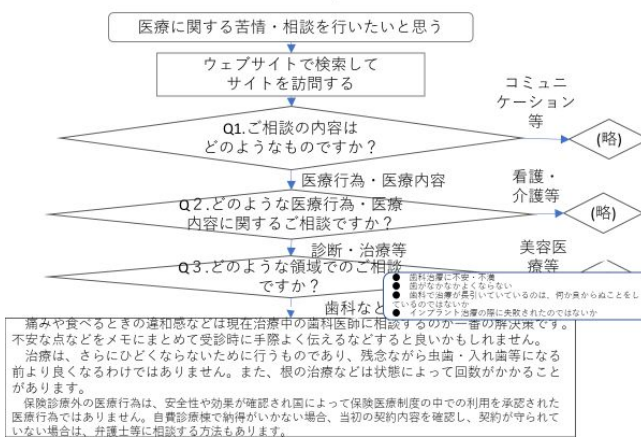 医療に関する苦情・相談を行いたいと思う
ウェブサイトで検索して
サイトを訪問する
コミュニ
ケーション
等
Q1.ご相談の内容は
どのようなものですか？
(略)
医療行為・医療内容
看護・
介護等
Q２.どのような医療行為・医療
内容に関するご相談ですか？
(略)
診断・治療等
美容医
療等
Q３.どのような領域でのご相談
ですか？
● 歯科治療に不安・不満
● 歯がなかなかよくならない
● 歯科で治療が長引いていているのは、何か良からぬことをし
ているのではないか
● インプラント治療の際に失敗されたのではないか
歯科など
痛みや食べるときの違和感などは現在治療中の歯科医師に相談するのが一番の解決策です。
不安な点などをメモにまとめて受診時に手際よく伝えるなどすると良いかもしれません。
治療は、さらにひどくならないために行うものであり、残念ながら虫歯・入れ歯等になる
前より良くなるわけではありません。また、根の治療などは状態によって回数がかかること
があります。
保険診療外の医療行為は、安全性や効果が確認され国によって保険医療制度の中での利用を承認された
医療行為ではありません。自費診療棟で納得がいかない場合、当初の契約内容を確認し、契約が守られて
いない場合は、弁護士等に相談する方法もあります。